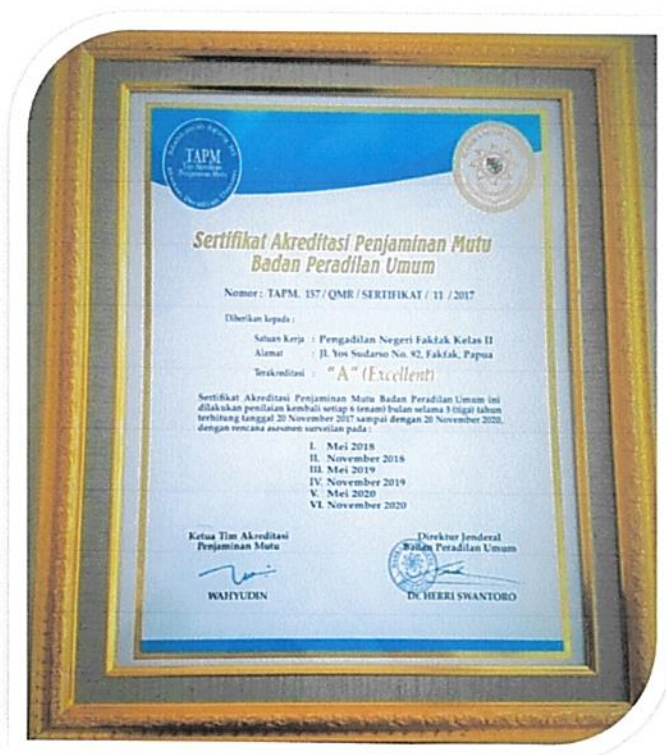 TAPM
Tim Akreditasi
Penjaminan Mutu
Sertifikat Akreditasi Penjaminan Mutu
Badan Peradilan Umum
Nomor : TAPM. 157 / QMR / SERTIFIKAT / 11 / 2017
Diberikan kepada :
Satuan Kerja : Pengadilan Negeri Fakfak Kelas II
Alamat : Jl. Yos Sudarso No. 92, Fakfak, Papua
Terakreditasi : "A" (Excellent)
Sertifikat Akreditasi Penjaminan Mutu Badan Peradilan Umum ini
dilakukan penilaian kembali setiap 6 (enam) bulan selama 3 (tiga) tahun
terhitung tanggal 20 November 2017 sampai dengan 20 November 2020,
dengan rencana asesmen surveilan pada :
I. Mei 2018
II. November 2018
III. Mei 2019
IV. November 2019
V. Mei 2020
VI. November 2020
Ketua Tim Akreditasi
Penjaminan Mutu
WAHYUDIN
Direktur Jenderal
Badan Peradilan Umum
Dr. HERRI SWANTORO